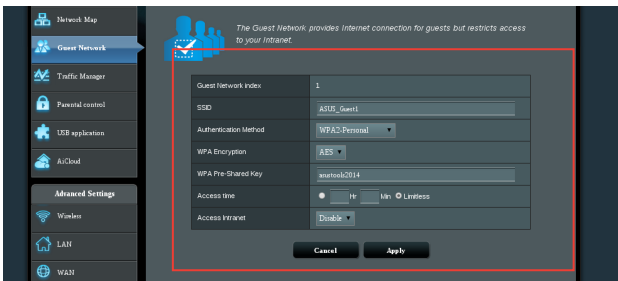 Network Map
Guest Network
Traffic Manager
Parental control
USB application
AiCloud
Advanced Settings
Wireless
LAN
WAN
The Guest Network provides Internet connection for guests but restricts access
to your Intranet.
Guest Network index 1
SSID ASUS_Guest1
Authentication Method WPA2-Personal
WPA Encryption AES
WPA Pre-Shared Key anastools2014
Access time Hr Min Limitless
Access Intranet Disable
Cancel Apply